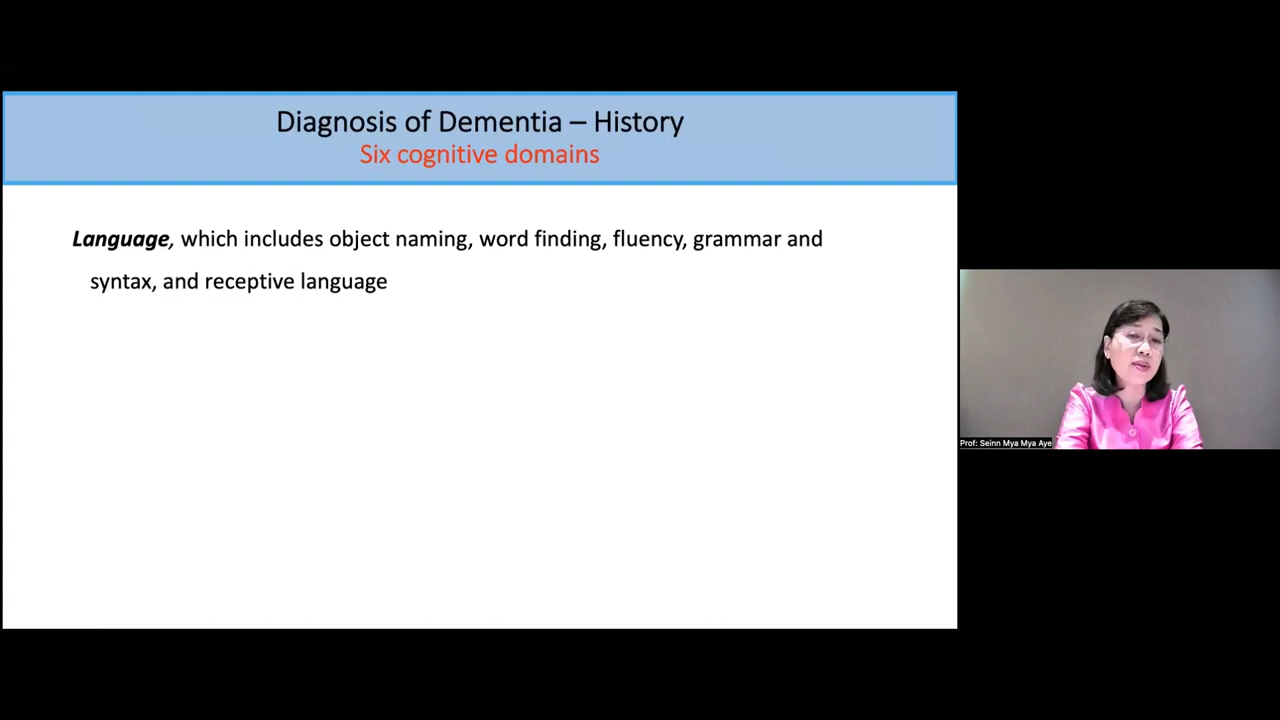 Diagnosis of Dementia – History
Six cognitive domains
Language, which includes object naming, word finding, fluency, grammar and
syntax, and receptive language
Prof: Seinn Mya Mya Aye